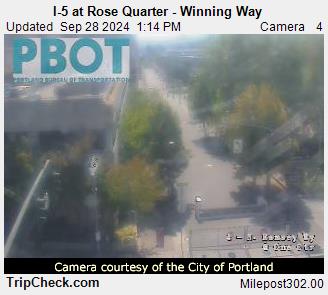 I-5 at Rose Quarter - Winning Way
Updated Sep 28 2024 1:14 PM Camera 4
PBOT
PORTLAND BUREAU OF TRANSPORTATION
Camera courtesy of the City of Portland
TripCheck.com Milepost302.00